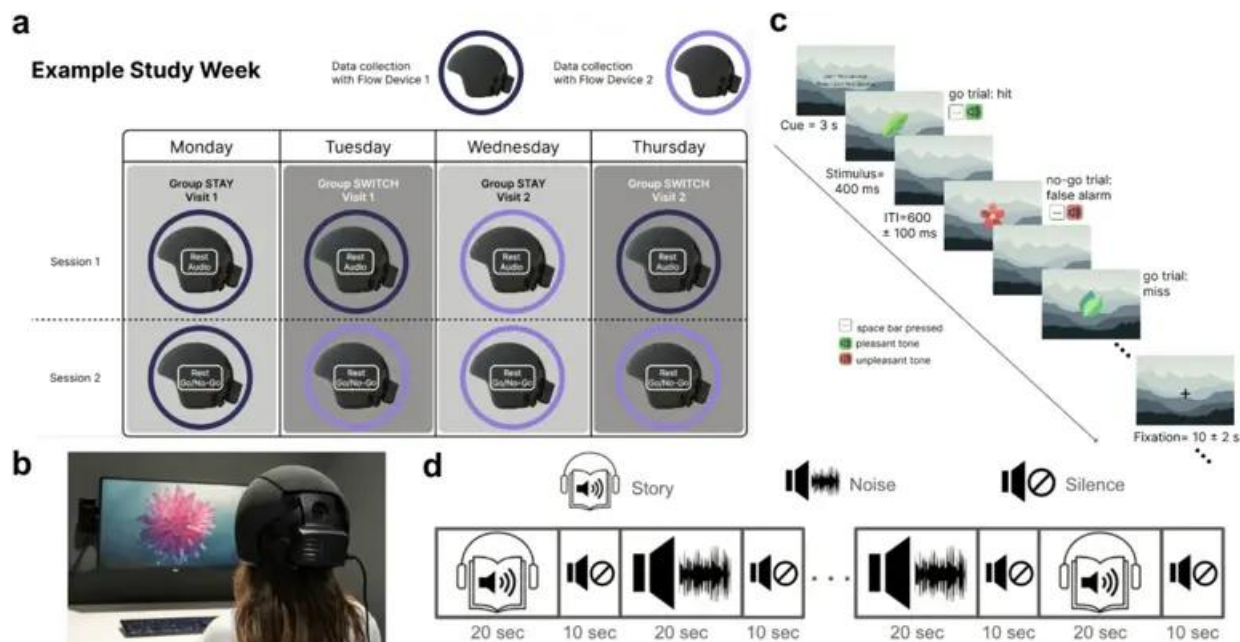 a
Example Study Week
Data collection
with Flow Device 1
Data collection
with Flow Device 2
Monday
Tuesday
Wednesday
Thursday
Group STAY
Visit 1
Group SWITCH
Visit 1
Group STAY
Visit 2
Group SWITCH
Visit 2
Session 1
Rest
Audio
Rest
Audio
Rest
Audio
Rest
Audio
Session 2
Rest
Go/No-Go
Rest
Go/No-Go
Rest
Go/No-Go
Rest
Go/No-Go
b
c
Cue = 3 s
go trial: hit
Stimulus=
400 ms
no-go trial:
false alarm
ITI=600
± 100 ms
go trial:
miss
space bar pressed
pleasant tone
unpleasant tone
+
Fixation= 10 ± 2 s
d
Story
Noise
Silence
20 sec
10 sec
20 sec
10 sec
20 sec
10 sec
20 sec
10 sec